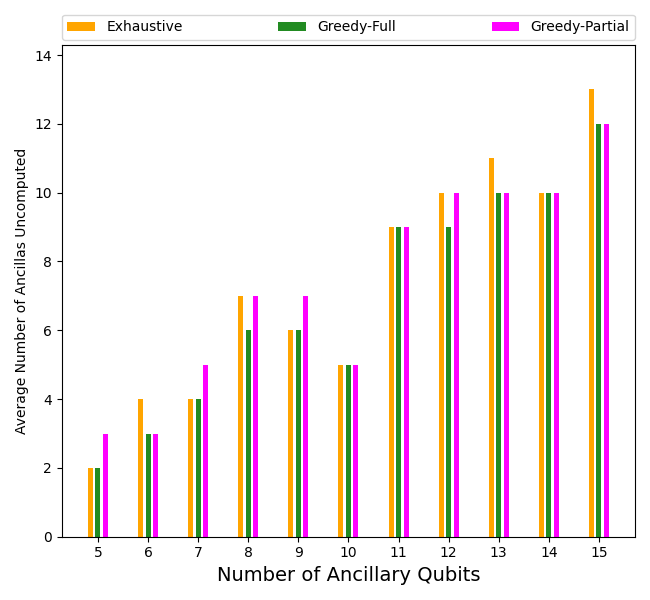 Exhaustive Greedy-Full Greedy-Partial
14
12
10
8
6
4
2
0
Average Number of Ancillas Uncomputed
5 6 7 8 9 10 11 12 13 14 15
Number of Ancillary Qubits